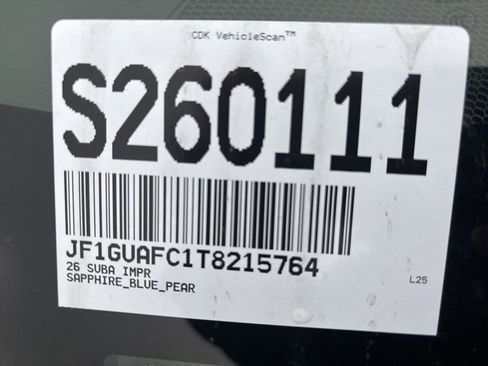 CDK VehicleScan™
S260111
JF1GUAFC1T8215764
26 SUBA IMPR
SAPPHIRE_BLUE_PEAR
L25